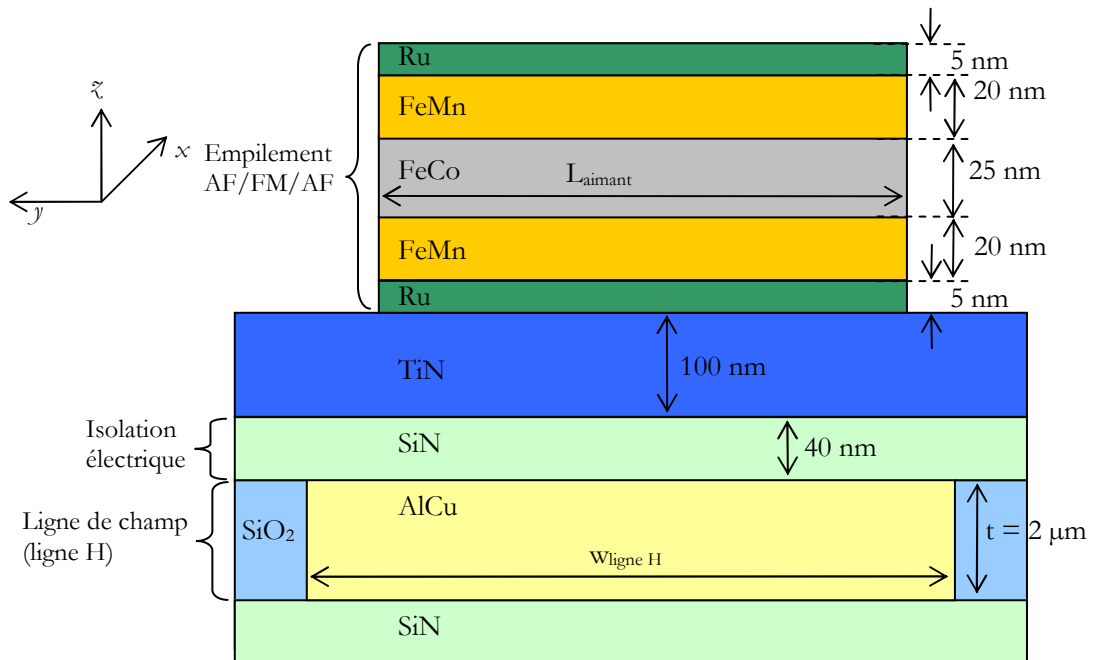 Ru
5 nm
FeMn
20 nm
z
x
y
Empilement
AF/FM/AF
FeCo
Laimant
25 nm
FeMn
20 nm
Ru
5 nm
TiN
100 nm
Isolation
électrique
SiN
40 nm
Ligne de champ
(ligne H)
SiO₂
AlCu
t = 2 µm
wligne H
SiN